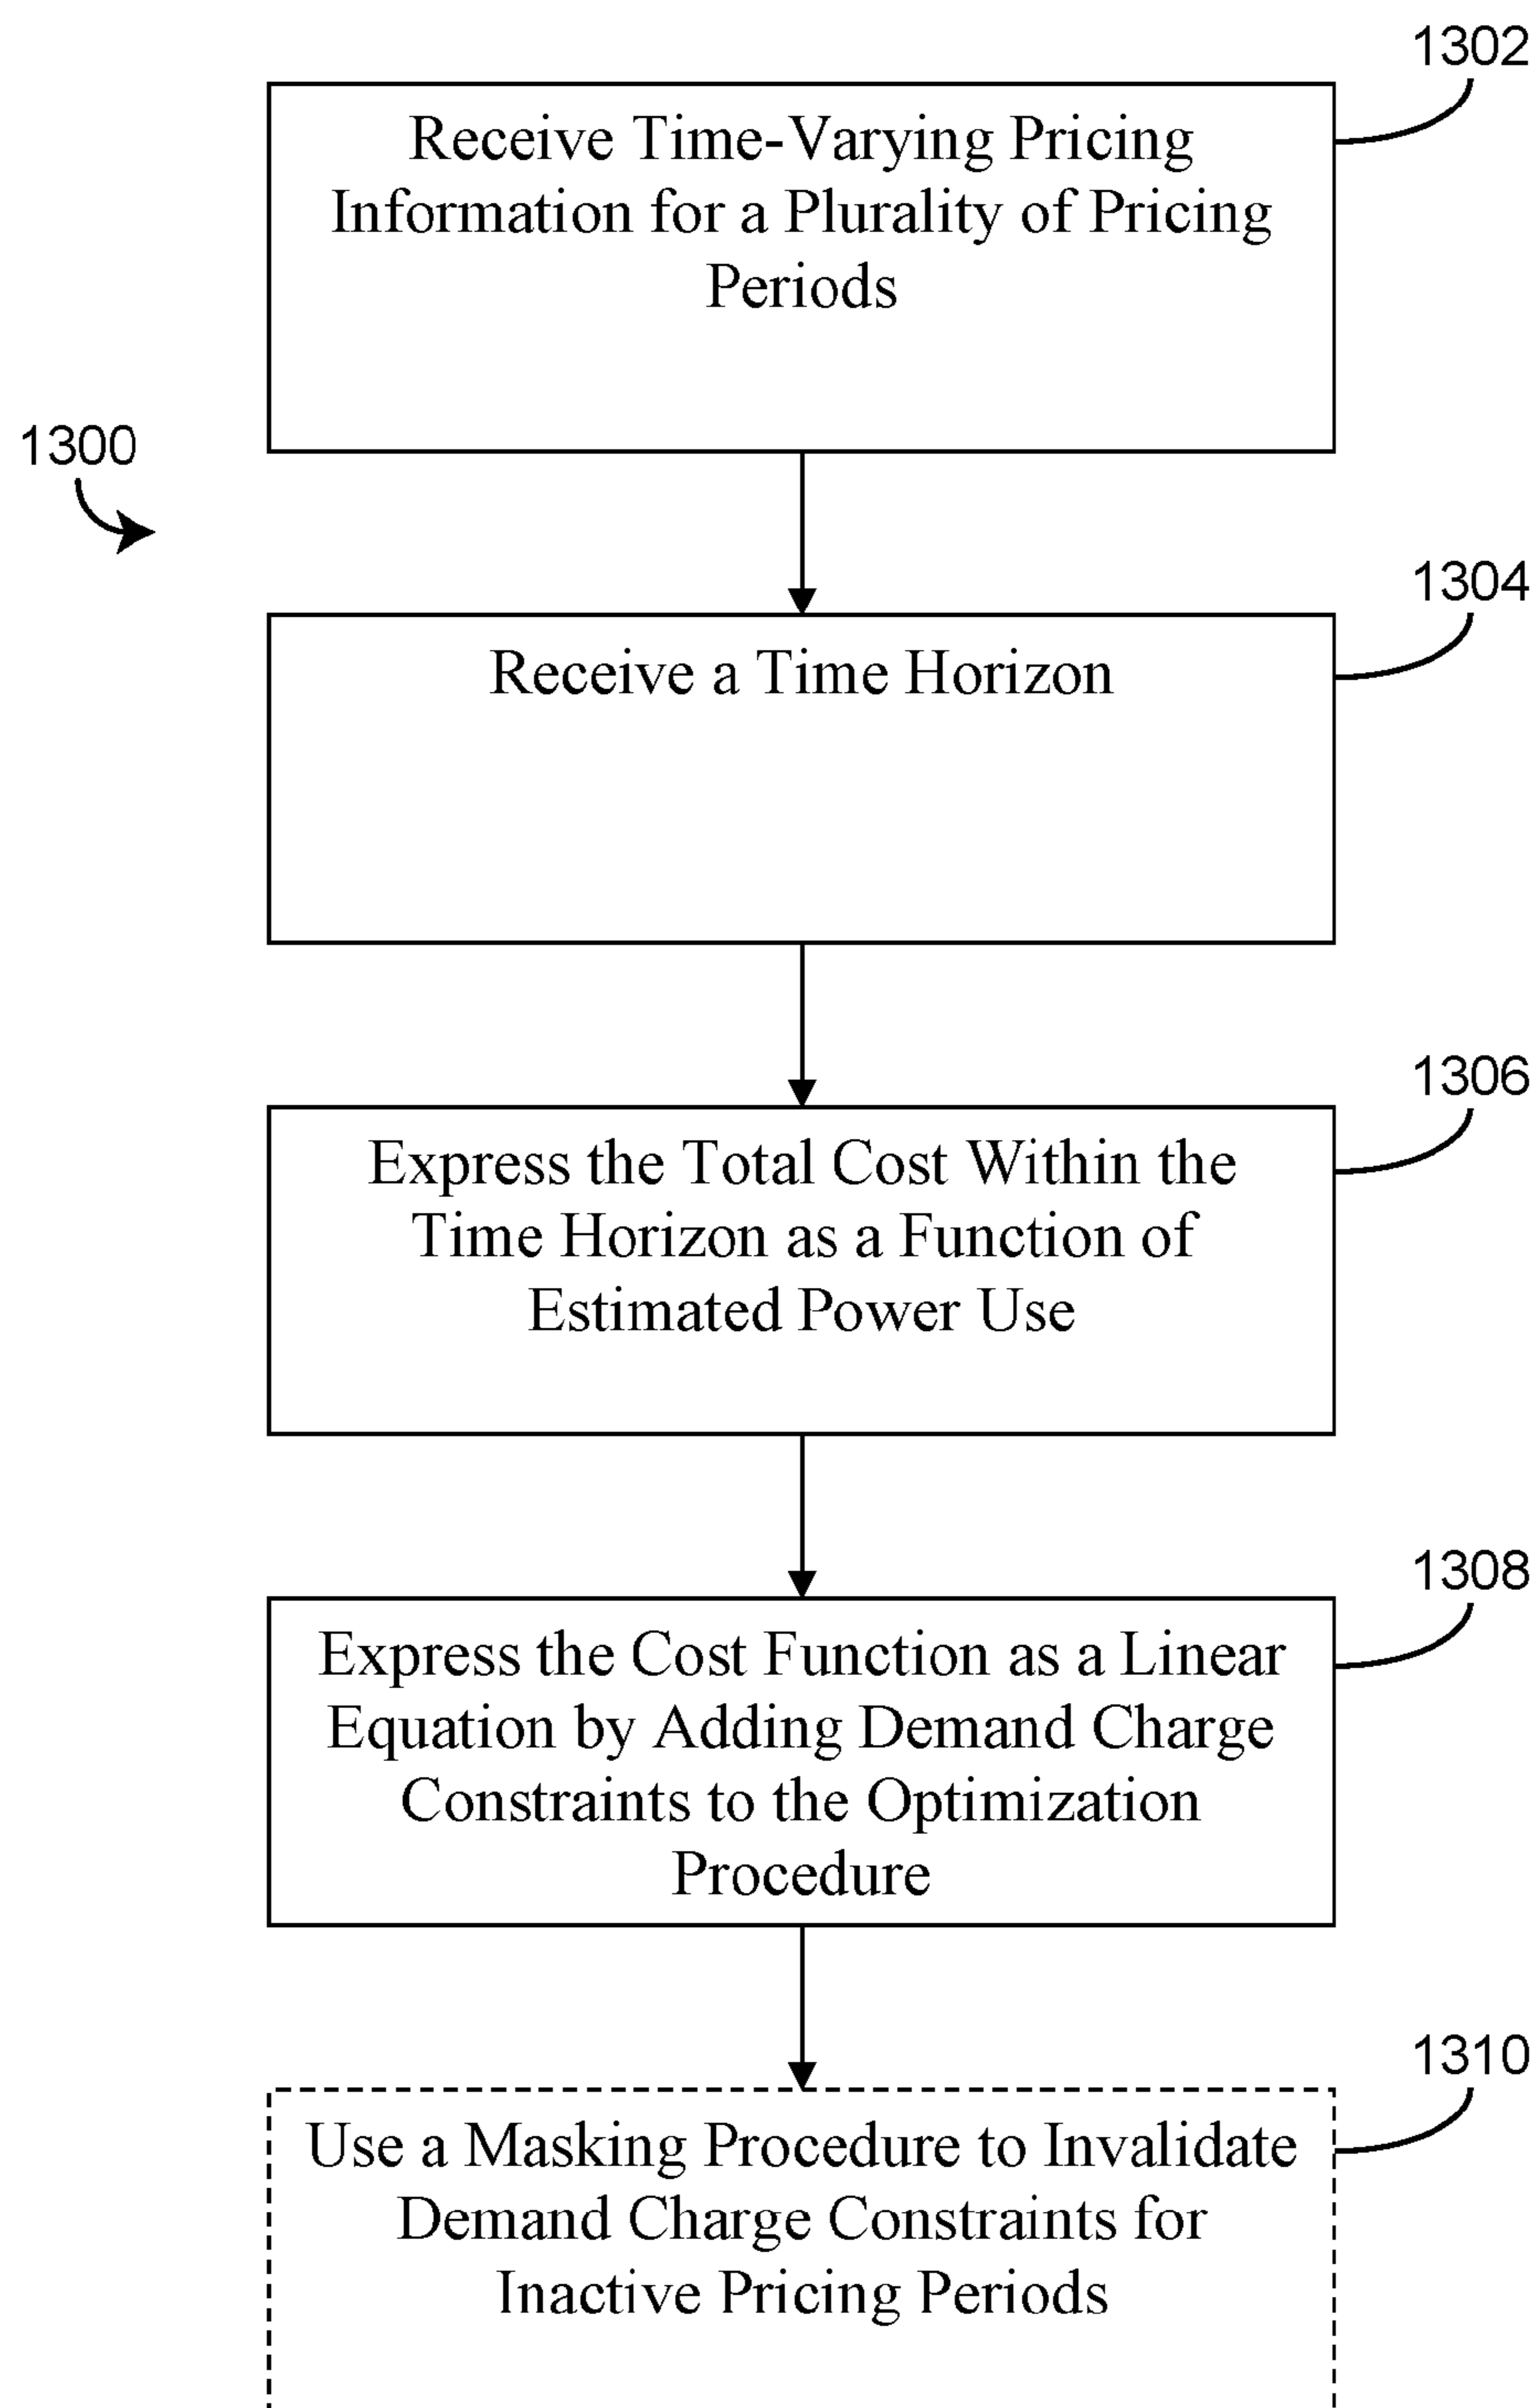 1302
Receive Time-Varying Pricing
Information for a Plurality of Pricing
Periods
1300
1304
Receive a Time Horizon
1306
Express the Total Cost Within the
Time Horizon as a Function of
Estimated Power Use
1308
Express the Cost Function as a Linear
Equation by Adding Demand Charge
Constraints to the Optimization
Procedure
1310
Use a Masking Procedure to Invalidate
Demand Charge Constraints for
Inactive Pricing Periods